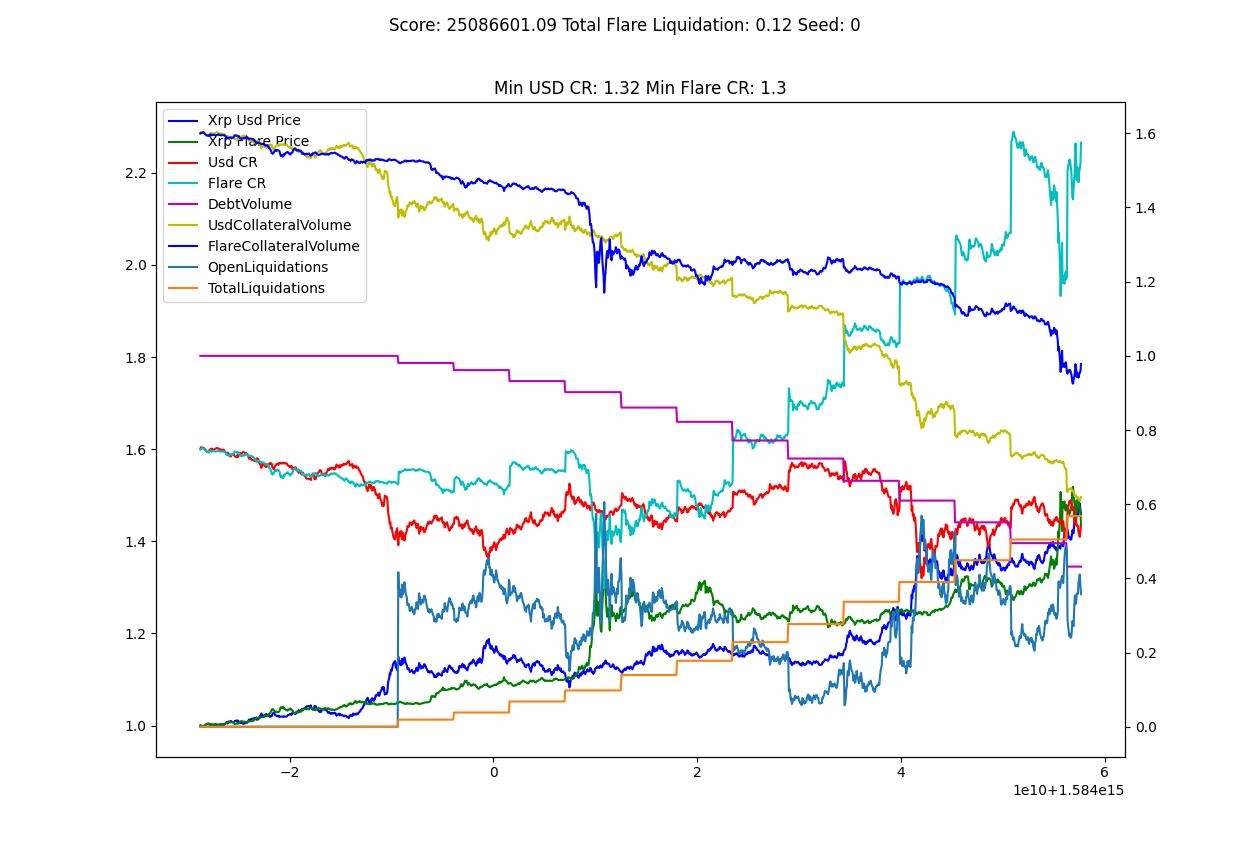 Score: 25086601.09 Total Flare Liquidation: 0.12 Seed: 0
Min USD CR: 1.32 Min Flare CR: 1.3
Xrp Usd Price
Xrp Flare Price
Usd CR
Flare CR
DebtVolume
UsdCollateralVolume
FlareCollateralVolume
OpenLiquidations
TotalLiquidations
2.2
2.0
1.8
1.6
1.4
1.2
1.0
1.6
1.4
1.2
1.0
0.8
0.6
0.4
0.2
0.0
−2
0
2
4
6
1e10+1.584e15